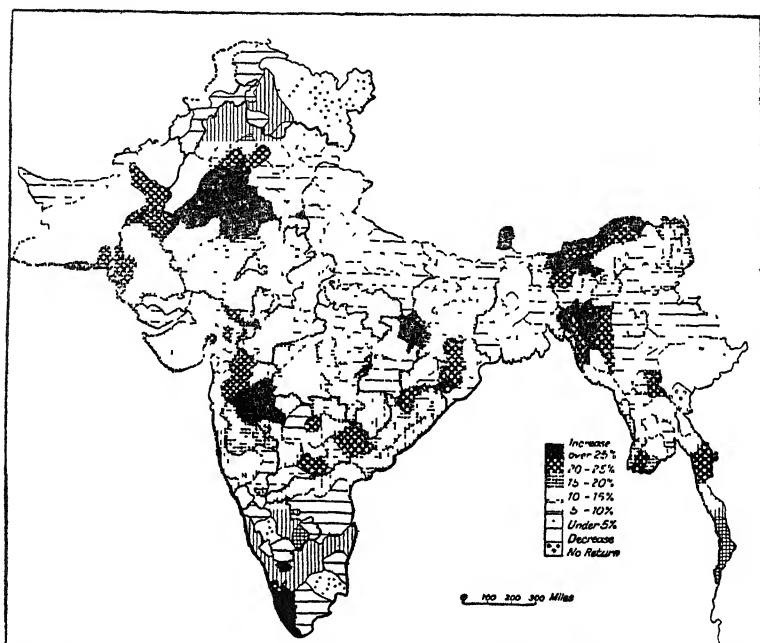 Increase
over 25%
20 - 25%
15 - 20%
10 - 15%
5 - 10%
Under 5%
Decrease
No Return
0 100 200 300 Miles